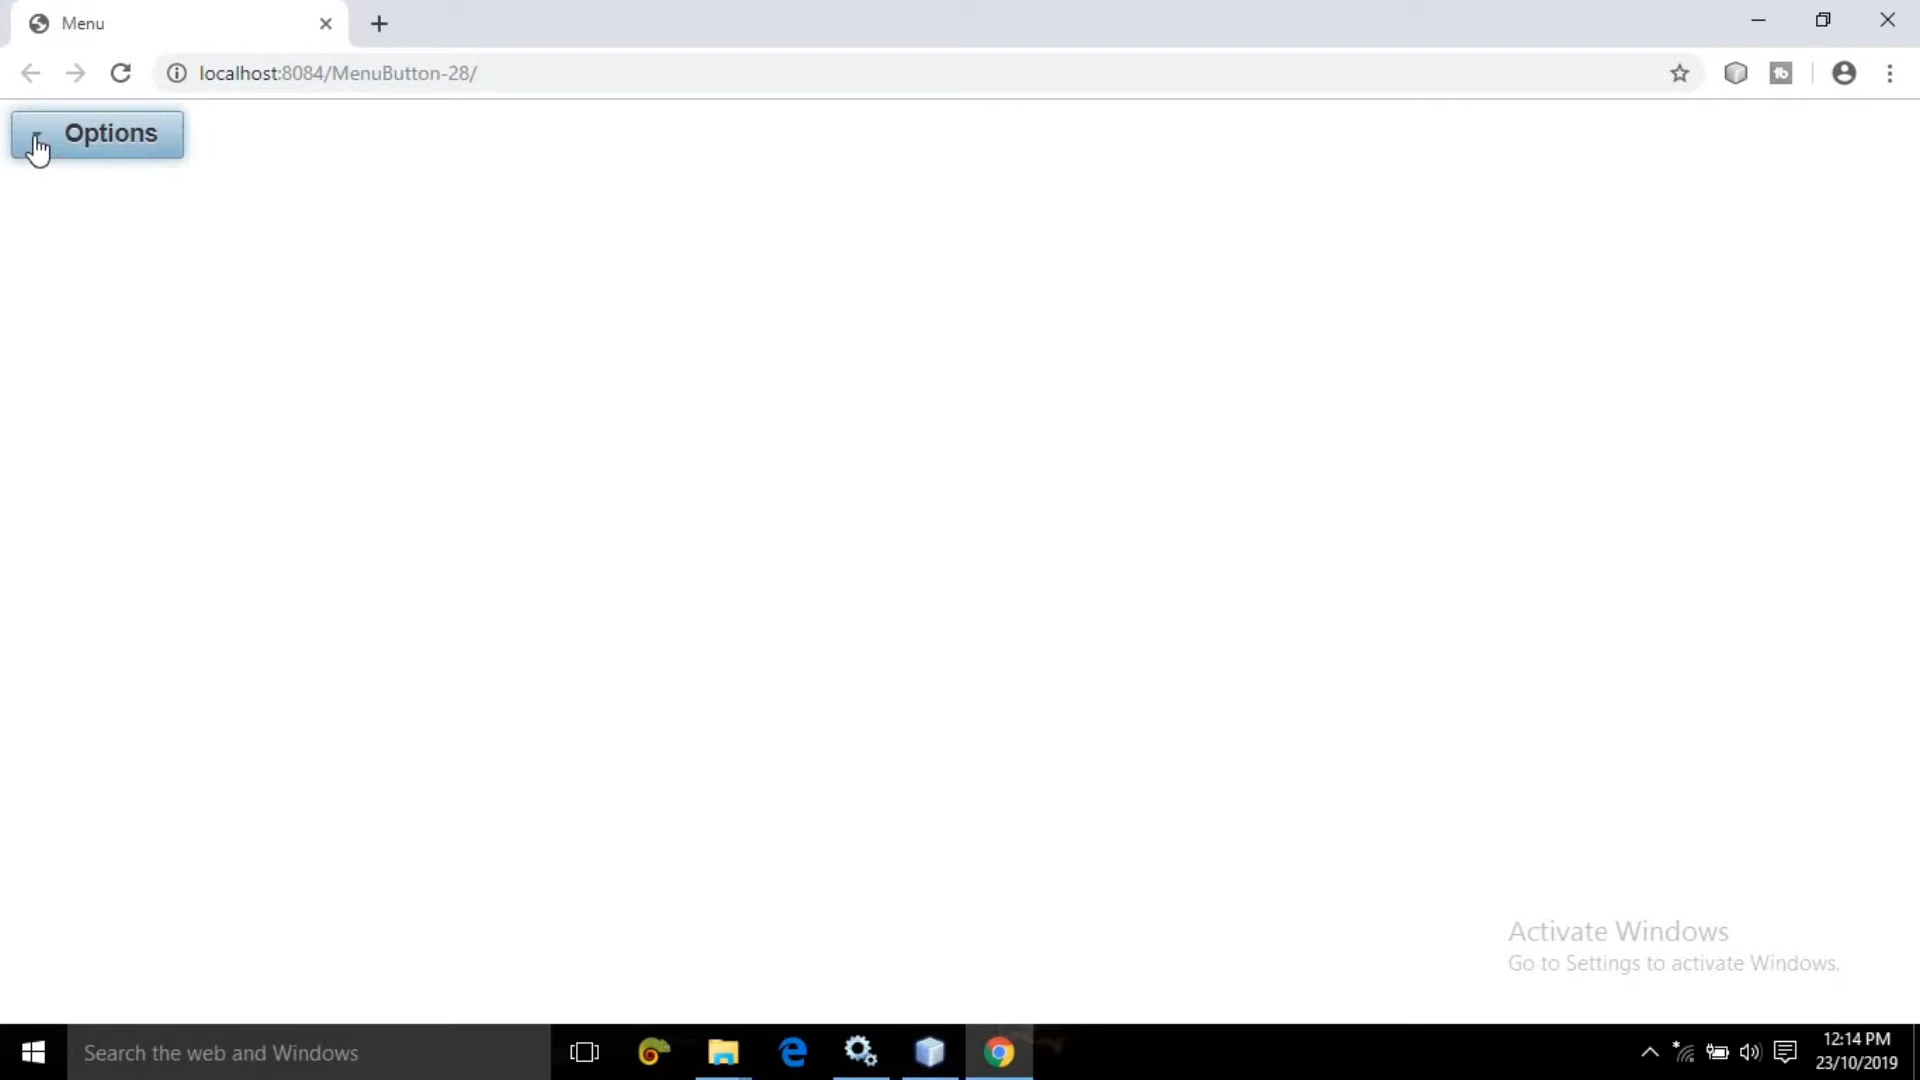 Menu
localhost:8084/MenuButton-28/
Options
Activate Windows
Go to Settings to activate Windows.
Search the web and Windows
12:14 PM
23/10/2019